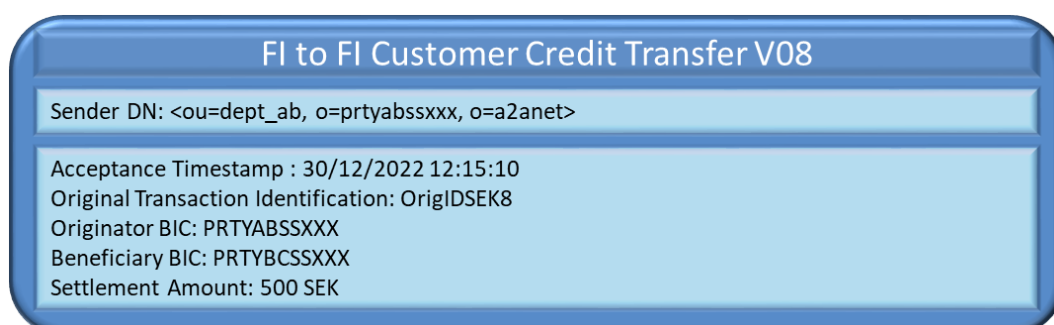 FI to FI Customer Credit Transfer V08
Sender DN: <ou=dept_ab, o=prtyabssxxx, o=a2anet>
Acceptance Timestamp : 30/12/2022 12:15:10
Original Transaction Identification: OrigIDSEK8
Originator BIC: PRTYABSSXXX
Beneficiary BIC: PRTYBCSSXXX
Settlement Amount: 500 SEK